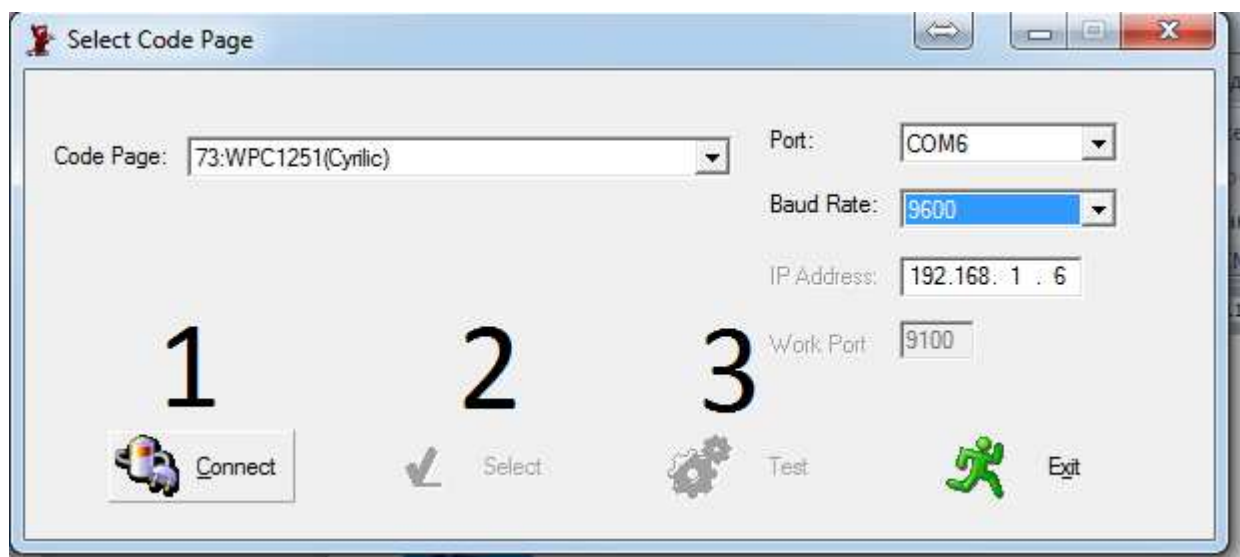 Select Code Page
Code Page: 73:WPC1251(Cyrilic)
Port: COM6
Baud Rate: 9600
IP Address: 192.168. 1 . 6
Work Port 9100
1 2 3
Connect Select Test Exit